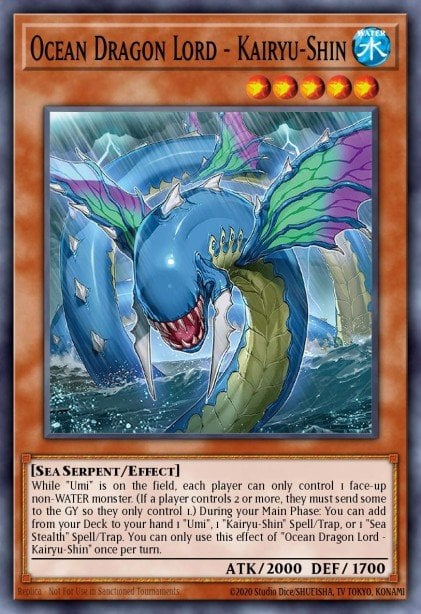 OCEAN DRAGON LORD - KAIRYU-SHIN
WATER
水
[SEA SERPENT/EFFECT]
While "Umi" is on the field, each player can only control 1 face-up
non-WATER monster. (If a player controls 2 or more, they must send some
to the GY so they only control 1.) During your Main Phase: You can add
from your Deck to your hand 1 "Umi", 1 "Kairyu-Shin" Spell/Trap, or 1 "Sea
Stealth" Spell/Trap. You can only use this effect of "Ocean Dragon Lord -
Kairyu-Shin" once per turn.
ATK/2000 DEF/1700
Replica - Not For Use in Sanctioned Tournaments
©2020 Studio Dice/SHUEISHA, TV TOKYO, KONAMI